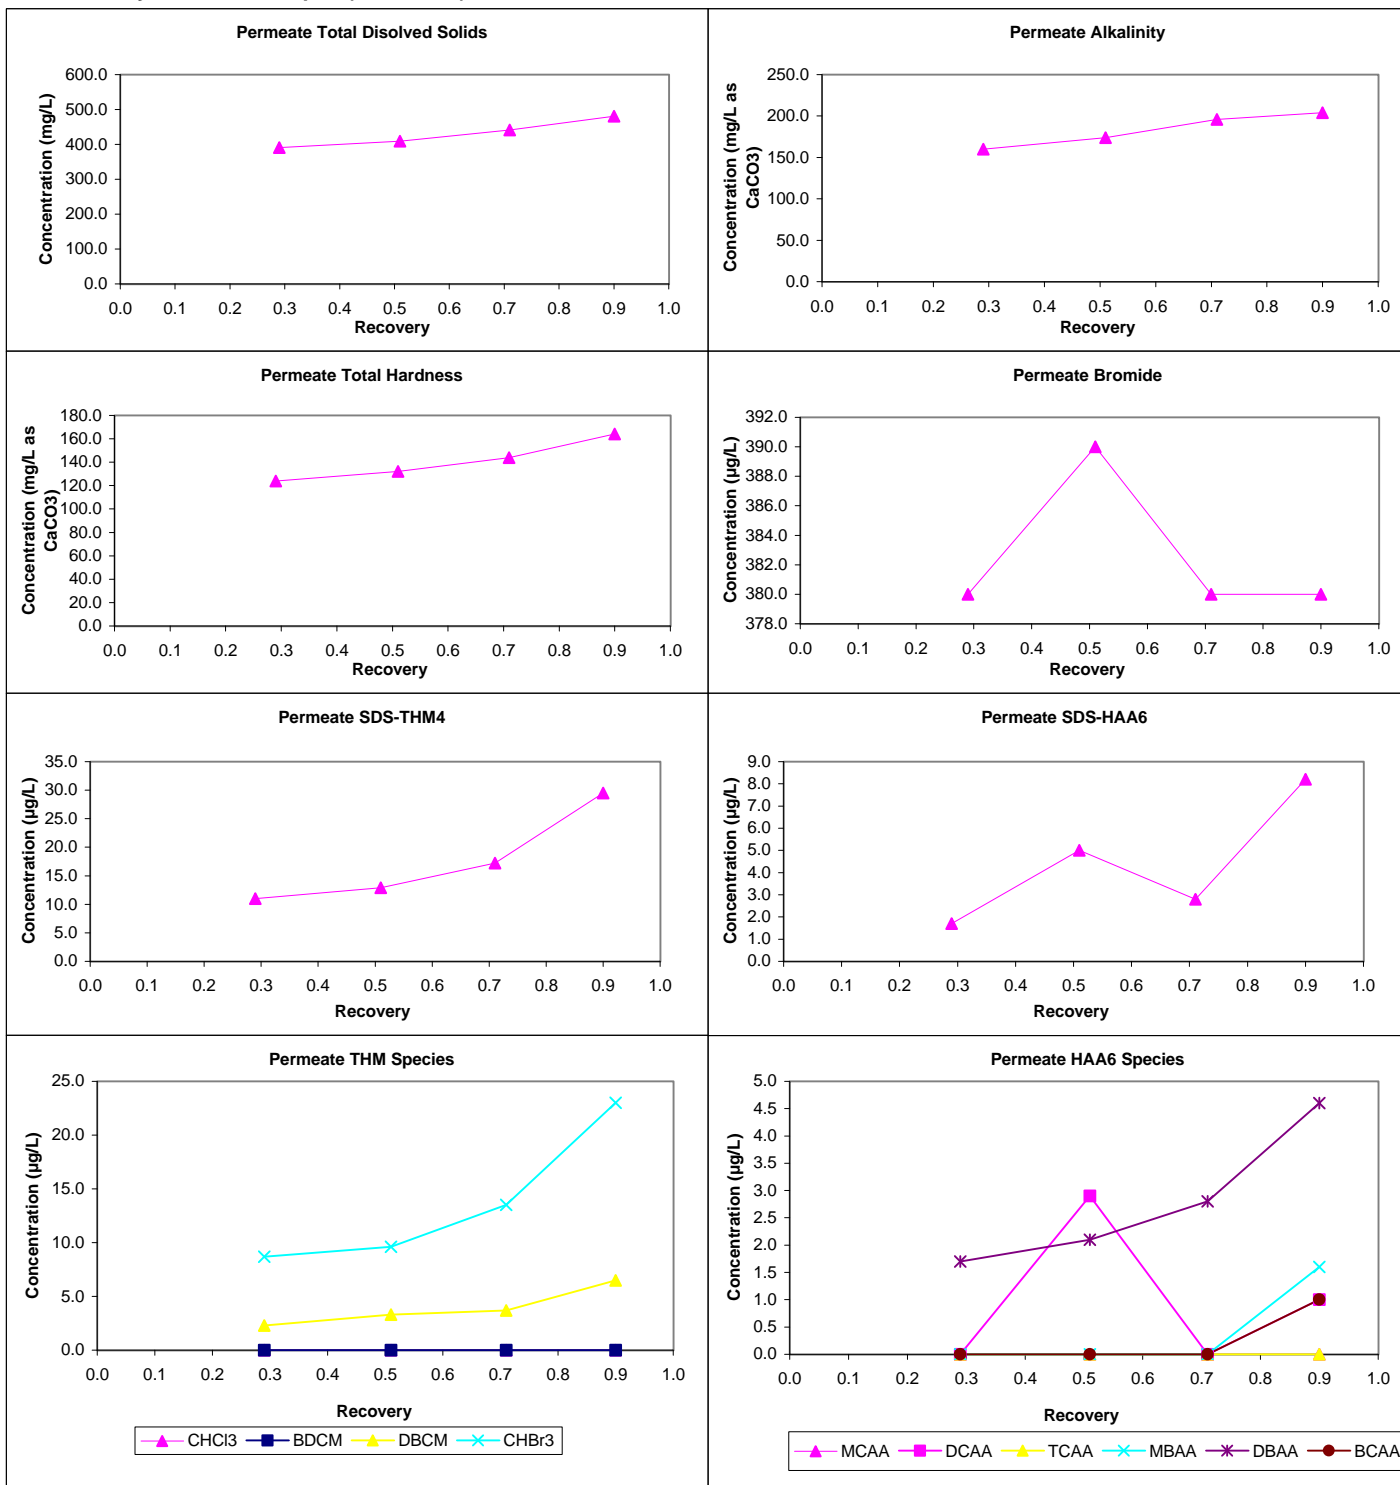 Permeate Total Disolved Solids
Concentration (mg/L)
600.0
500.0
400.0
300.0
200.0
100.0
0.0
0.0 0.1 0.2 0.3 0.4 0.5 0.6 0.7 0.8 0.9 1.0
Recovery
Permeate Alkalinity
Concentration (mg/L as
CaCO3)
250.0
200.0
150.0
100.0
50.0
0.0
0.0 0.1 0.2 0.3 0.4 0.5 0.6 0.7 0.8 0.9 1.0
Recovery
Permeate Total Hardness
Concentration (mg/L as
CaCO3)
180.0
160.0
140.0
120.0
100.0
80.0
60.0
40.0
20.0
0.0
0.0 0.1 0.2 0.3 0.4 0.5 0.6 0.7 0.8 0.9 1.0
Recovery
Permeate Bromide
Concentration (µg/L)
392.0
390.0
388.0
386.0
384.0
382.0
380.0
378.0
0.0 0.1 0.2 0.3 0.4 0.5 0.6 0.7 0.8 0.9 1.0
Recovery
Permeate SDS-THM4
Concentration (µg/L)
35.0
30.0
25.0
20.0
15.0
10.0
5.0
0.0
0.0 0.1 0.2 0.3 0.4 0.5 0.6 0.7 0.8 0.9 1.0
Recovery
Permeate SDS-HAA6
Concentration (µg/L)
9.0
8.0
7.0
6.0
5.0
4.0
3.0
2.0
1.0
0.0
0.0 0.1 0.2 0.3 0.4 0.5 0.6 0.7 0.8 0.9 1.0
Recovery
Permeate THM Species
Concentration (µg/L)
25.0
20.0
15.0
10.0
5.0
0.0
0.0 0.1 0.2 0.3 0.4 0.5 0.6 0.7 0.8 0.9 1.0
Recovery
CHCl3 BDCM DBCM CHBr3
Permeate HAA6 Species
Concentration (µg/L)
5.0
4.5
4.0
3.5
3.0
2.5
2.0
1.5
1.0
0.5
0.0
0.0 0.1 0.2 0.3 0.4 0.5 0.6 0.7 0.8 0.9 1.0
Recovery
MCAA DCAA TCAA MBAA DBAA BCAA